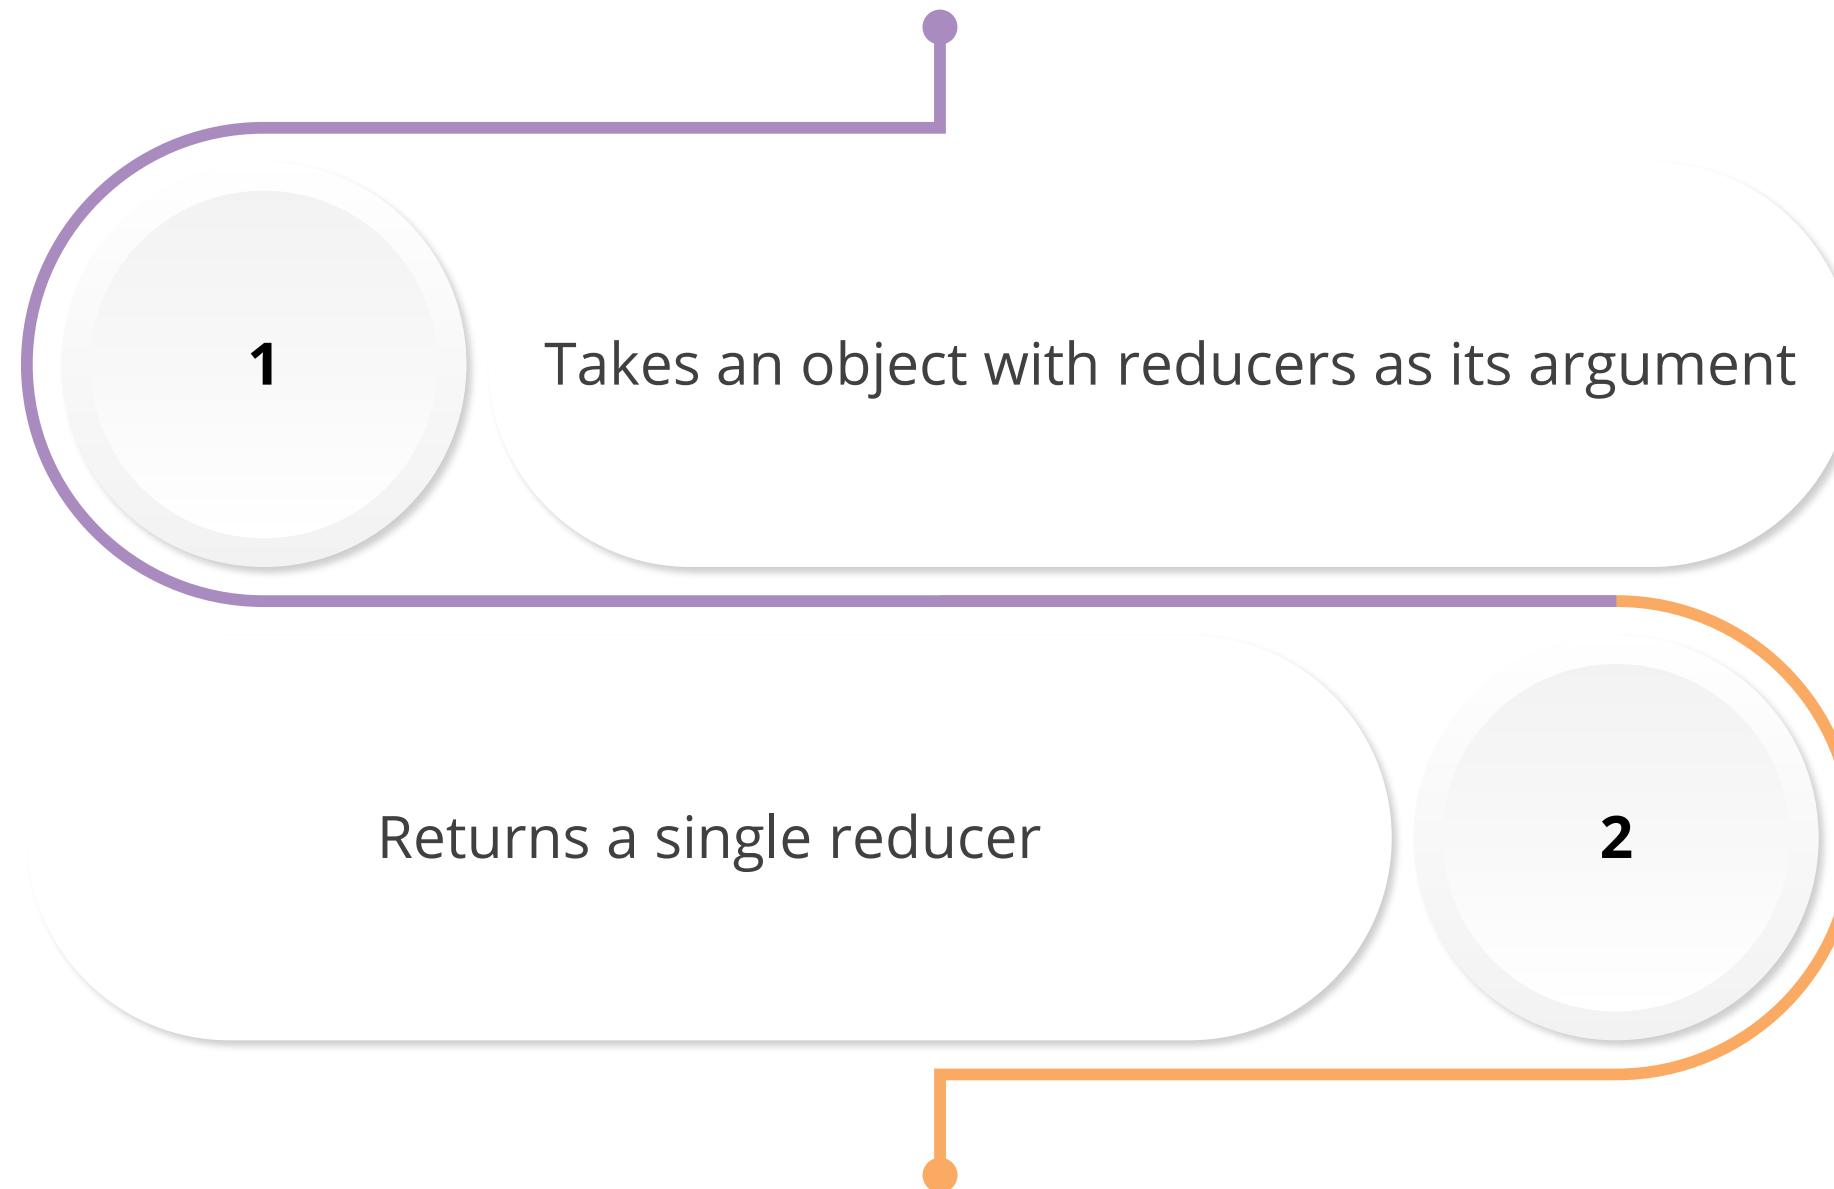 1
Takes an object with reducers as its argument
Returns a single reducer
2